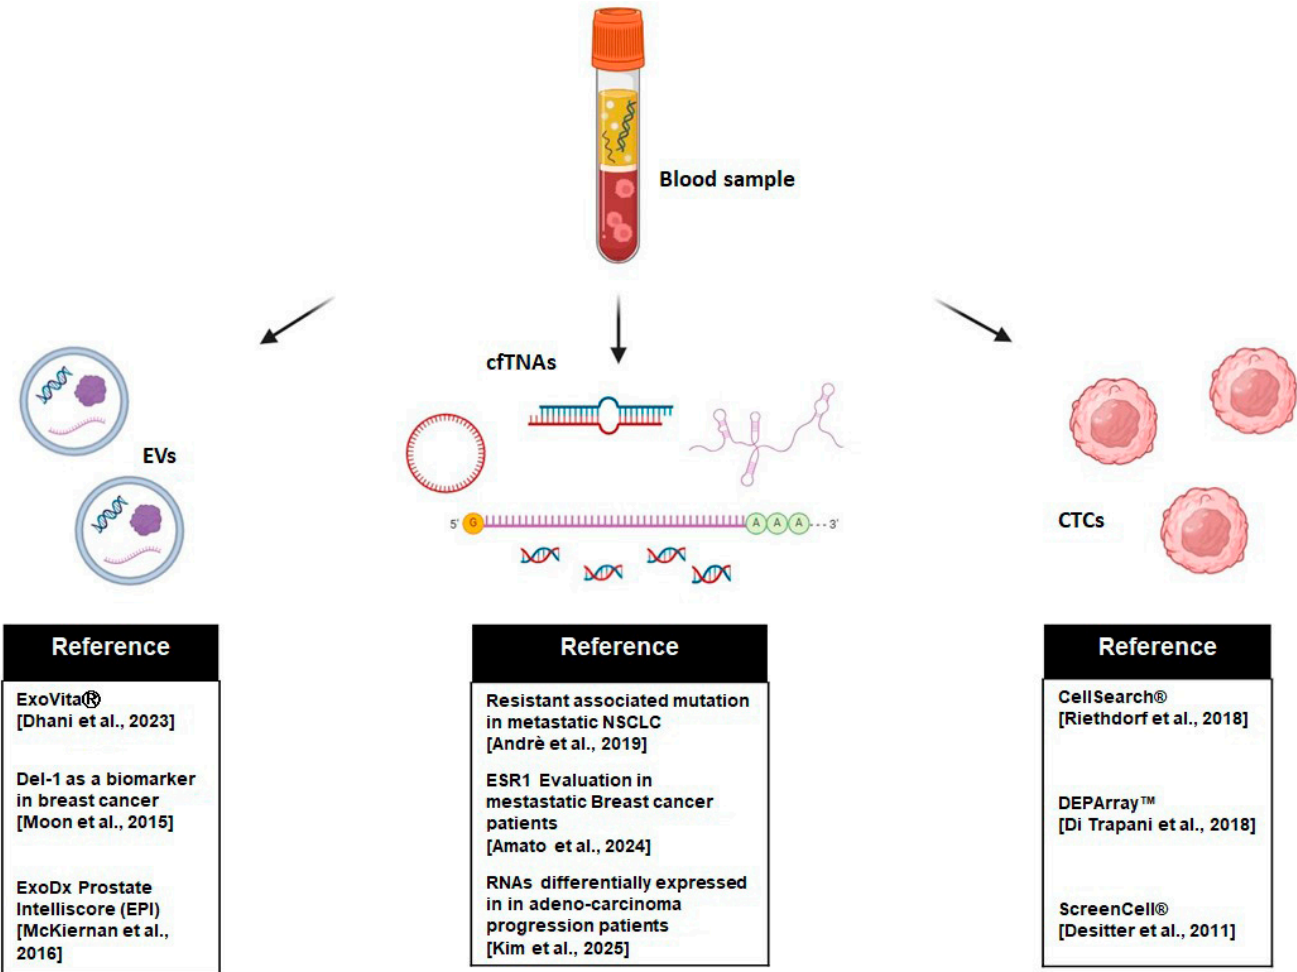 Blood sample
cfTNAs
EVs
5' G A A A --- 3'
CTCs
Reference
ExoVita®
[Dhani et al., 2023]
Del-1 as a biomarker
in breast cancer
[Moon et al., 2015]
ExoDx Prostate
Intelliscore (EPI)
[McKiernan et al.,
2016]
Reference
Resistant associated mutation
in metastatic NSCLC
[Andrè et al., 2019]
ESR1 Evaluation in
mestastatic Breast cancer
patients
[Amato et al., 2024]
RNAs differentially expressed
in in adeno-carcinoma
progression patients
[Kim et al., 2025]
Reference
CellSearch®
[Riethdorf et al., 2018]
DEPArray™
[Di Trapani et al., 2018]
ScreenCell®
[Desitter et al., 2011]